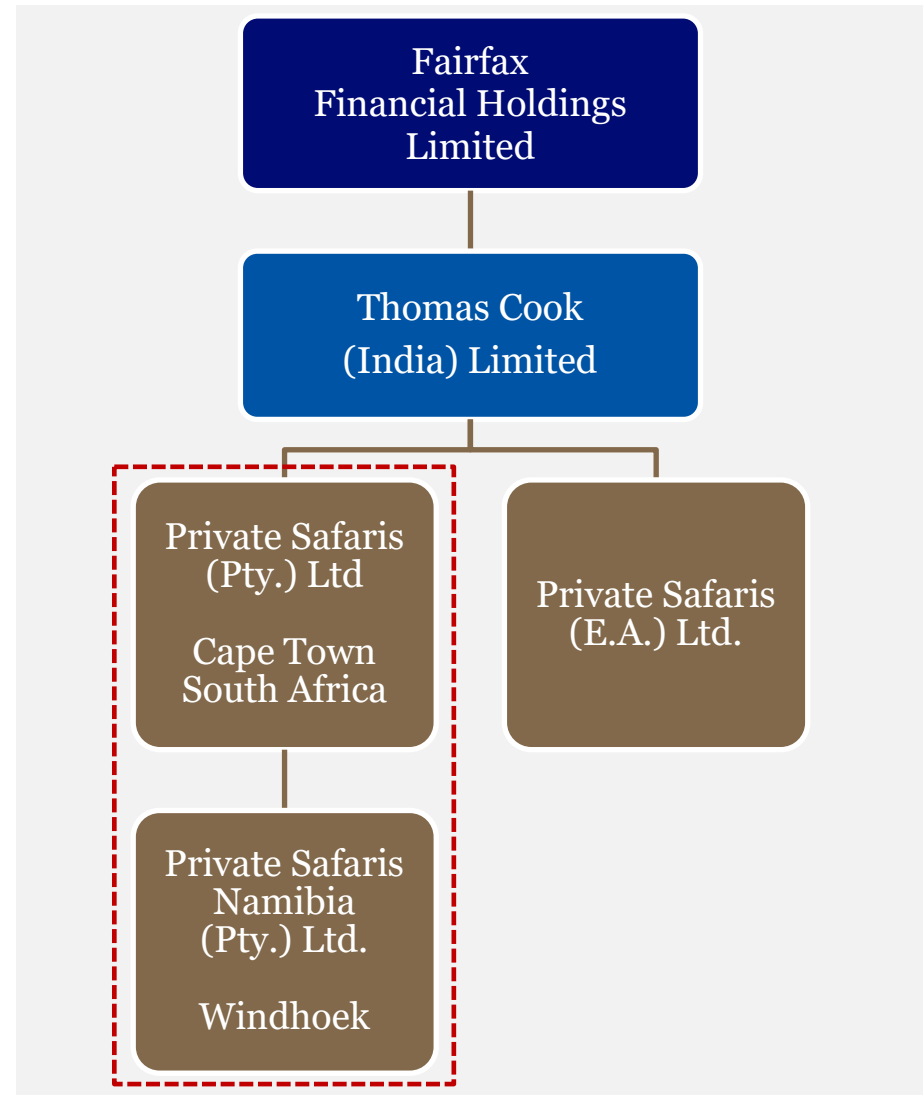 Fairfax
Financial Holdings
Limited
Thomas Cook
(India) Limited
Private Safaris
(Pty.) Ltd
Cape Town
South Africa
Private Safaris
(E.A.) Ltd.
Private Safaris
Namibia
(Pty.) Ltd.
Windhoek